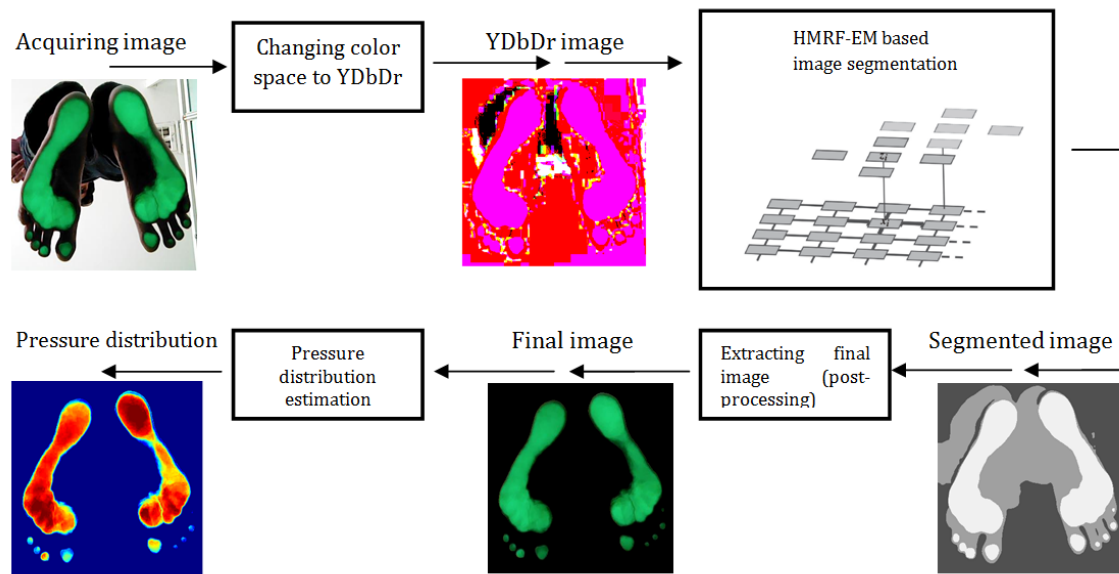 Acquiring image
Changing color
space to YDbDr
YDbDr image
HMRF-EM based
image segmentation
Pressure distribution
Pressure
distribution
estimation
Final image
Extracting final
image (post-
processing)
Segmented image